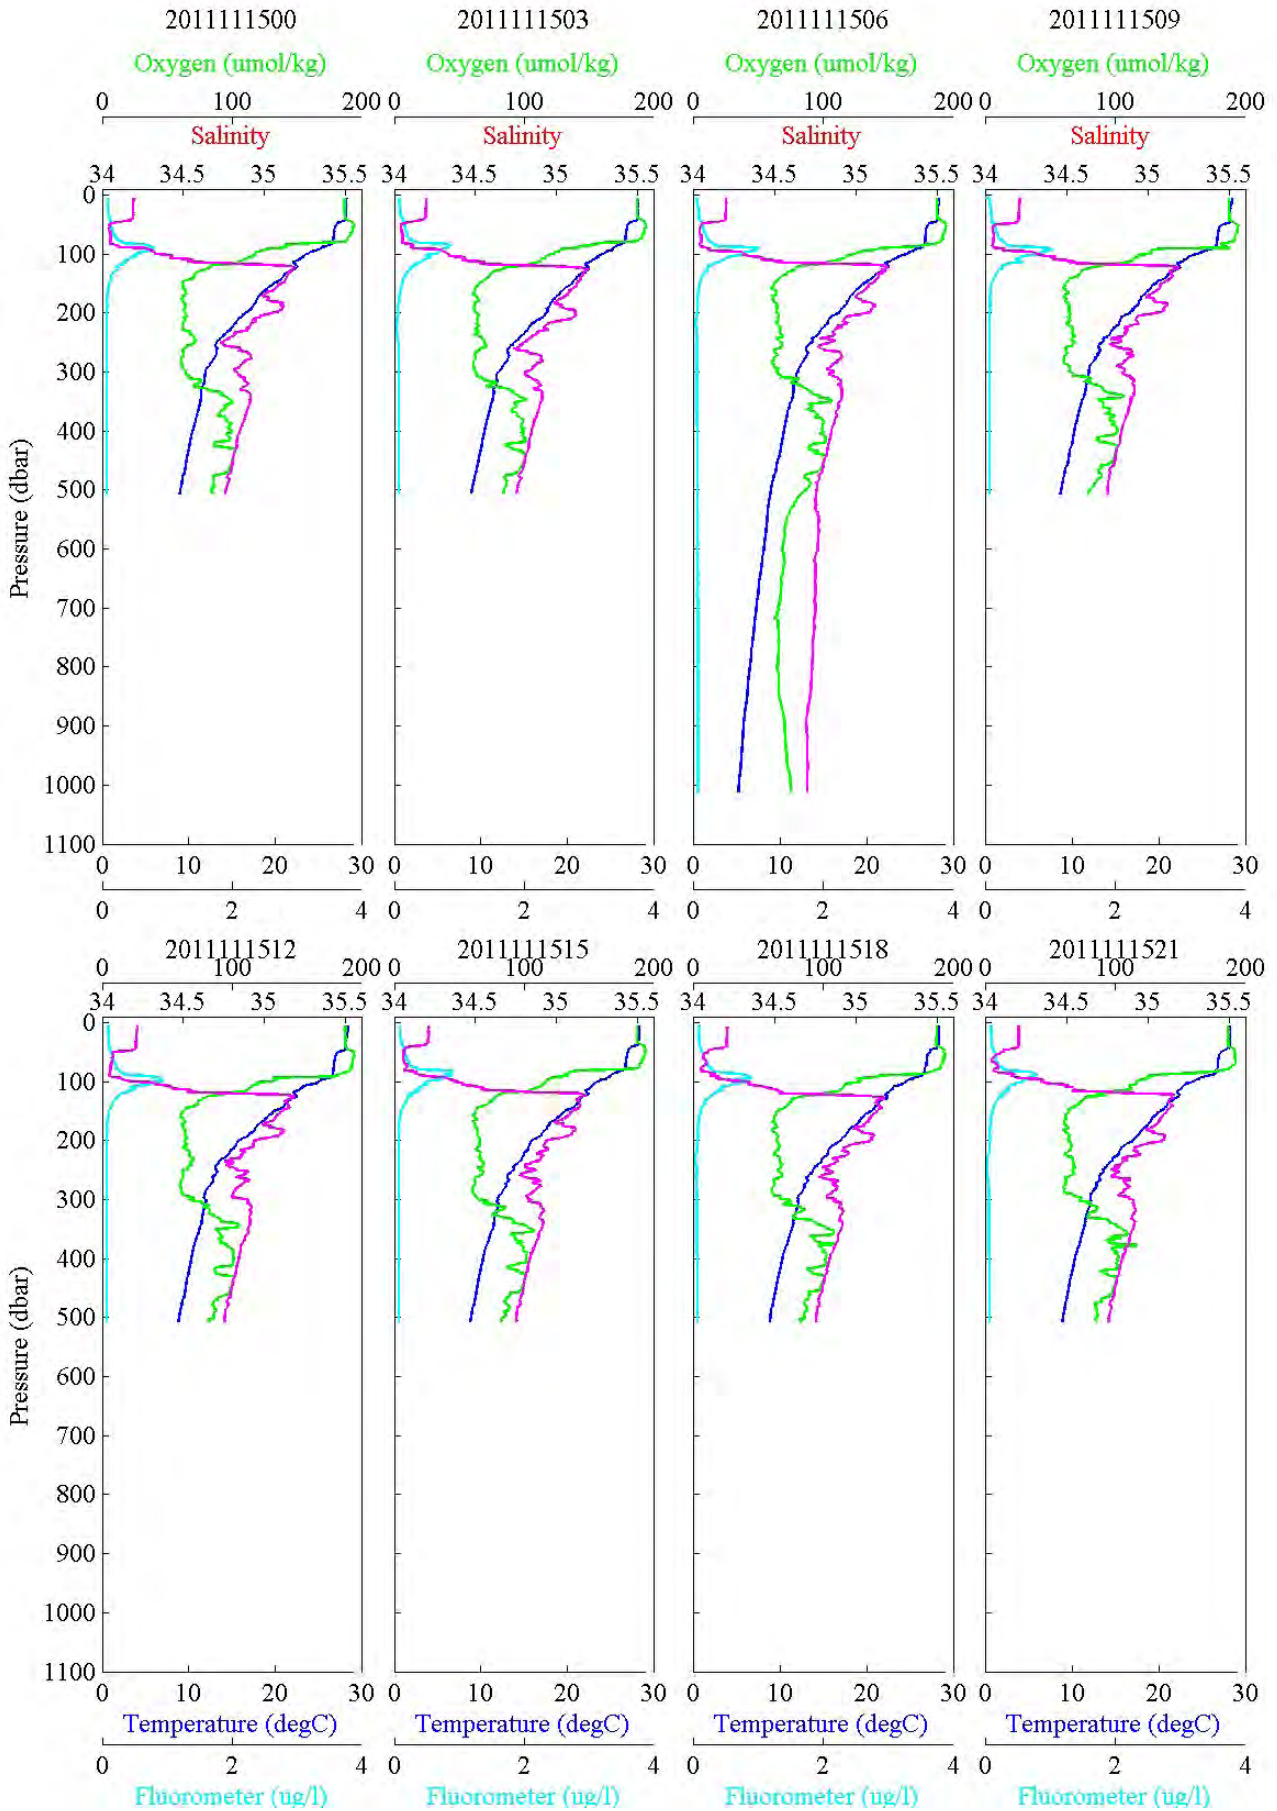 2011111500 2011111503 2011111506 2011111509
Oxygen (umol/kg) Oxygen (umol/kg) Oxygen (umol/kg) Oxygen (umol/kg)
0 100 200 0 100 200 0 100 200 0 100 200
Salinity Salinity Salinity Salinity
34 34.5 35 35.5 34 34.5 35 35.5 34 34.5 35 35.5 34 34.5 35 35.5
0
100
200
300
400
500
600
700
800
900
1000
1100
Pressure (dbar)
0 10 20 30 0 10 20 30 0 10 20 30 0 10 20 30
0 2 4 0 2 4 0 2 4 0 2 4
2011111512 2011111515 2011111518 2011111521
0 100 200 0 100 200 0 100 200 0 100 200
34 34.5 35 35.5 34 34.5 35 35.5 34 34.5 35 35.5 34 34.5 35 35.5
0
100
200
300
400
500
600
700
800
900
1000
1100
Pressure (dbar)
0 10 20 30 0 10 20 30 0 10 20 30 0 10 20 30
Temperature (degC) Temperature (degC) Temperature (degC) Temperature (degC)
0 2 4 0 2 4 0 2 4 0 2 4
Fluorometer (ug/l) Fluorometer (ug/l) Fluorometer (ug/l) Fluorometer (ug/l)